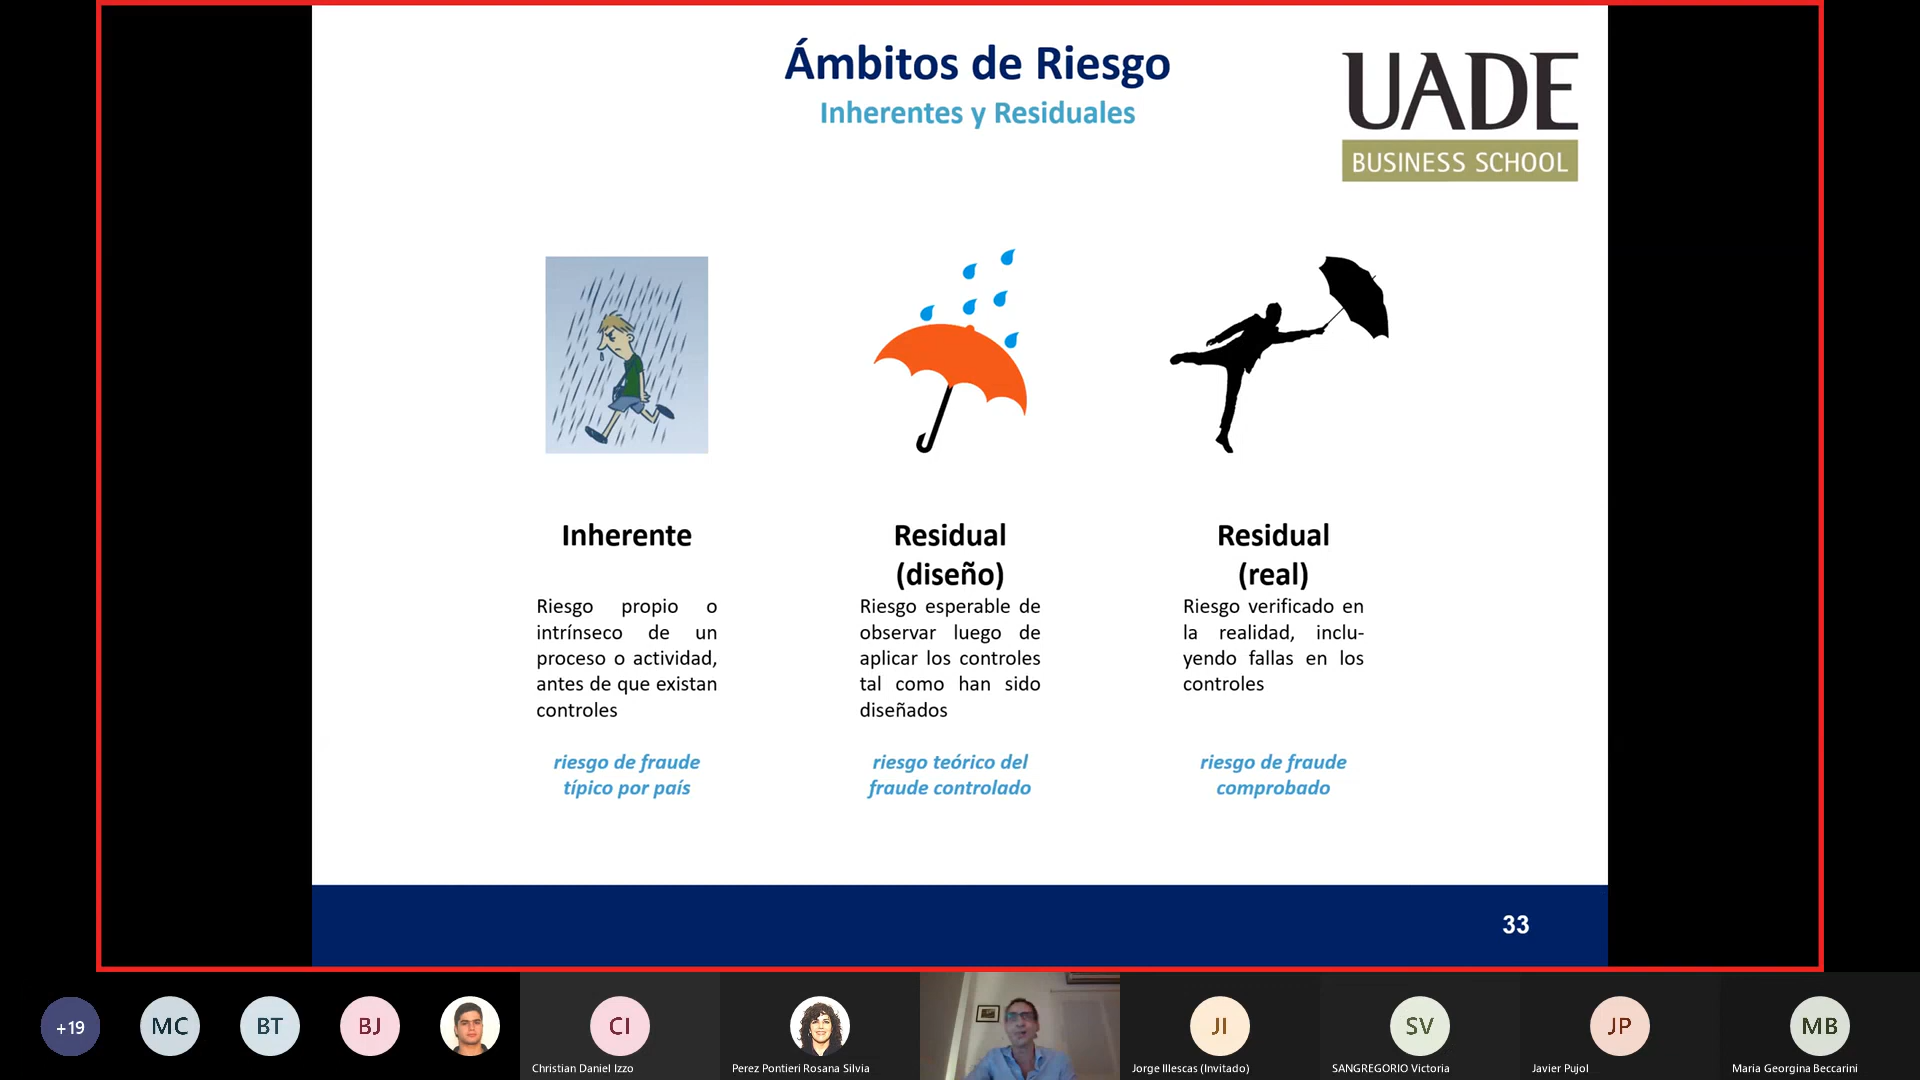 Ámbitos de Riesgo
Inherentes y Residuales
UADE
BUSINESS SCHOOL
Inherente
Riesgo propio o
intrínseco de un
proceso o actividad,
antes de que existan
controles
riesgo de fraude
típico por país
Residual
(diseño)
Riesgo esperable de
observar luego de
aplicar los controles
tal como han sido
diseñados
riesgo teórico del
fraude controlado
Residual
(real)
Riesgo verificado en
la realidad, inclu-
yendo fallas en los
controles
riesgo de fraude
comprobado
33
+19
MC
BT
BJ
CI
Christian Daniel Izzo
Perez Pontieri Rosana Silvia
JI
Jorge Illescas (Invitado)
SV
SANGREGORIO Victoria
JP
Javier Pujol
MB
Maria Georgina Beccarini